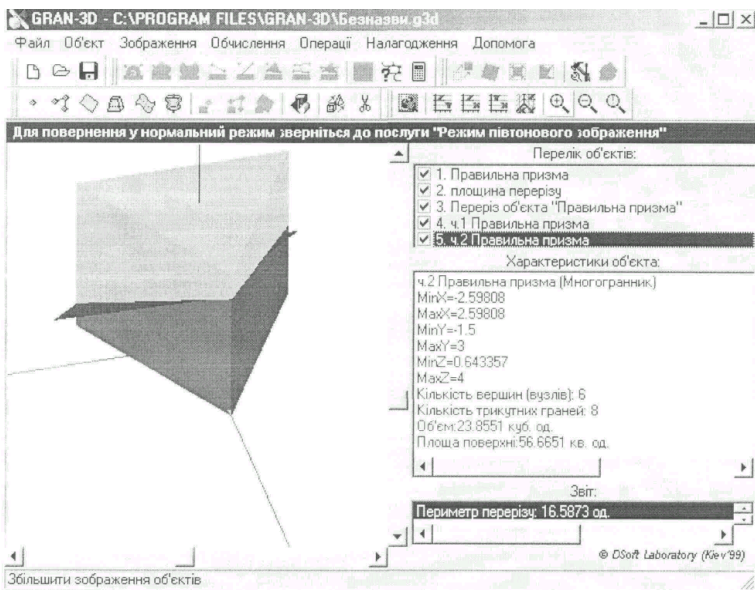 GRAN-3D - C:\PROGRAM FILES\GRAN-3D\Безназви.g3d
Файл Об'єкт Зображення Обчислення Операції Налагодження Допомога
Для повернення у нормальний режим зверніться до послуги "Режим півтонового зображення"
Перелік об'єктів:
1. Правильна призма
2. площина перерізу
3. Переріз об'єкта "Правильна призма"
4. ч.1 Правильна призма
5. ч.2 Правильна призма
Характеристики об'єкта:
ч.2 Правильна призма (Многогранник)
MinX=-2.59808
MaxX=2.59808
MinY=-1.5
MaxY=3
MinZ=0.643357
MaxZ=4
Кількість вершин (вузлів): 6
Кількість трикутних граней: 8
Об'єм:23.8551 куб. од.
Площа поверхні:56.6651 кв. од.
Звіт:
Периметр перерізу: 16.5873 од.
© DSoft Laboratory (Kiev'99)
Збільшити зображення об'єктів